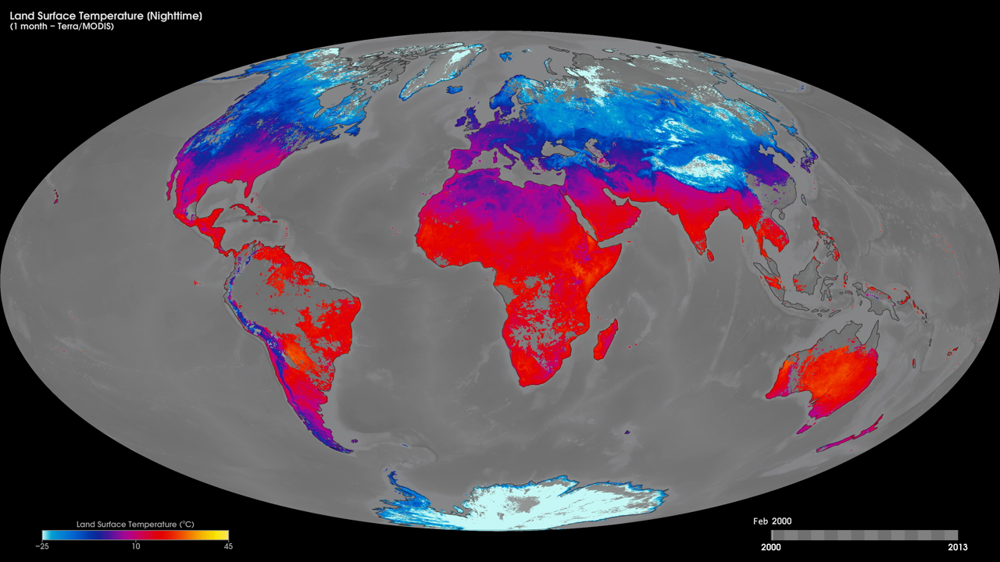 Land Surface Temperature (Nighttime)
(1 month – Terra/MODIS)
Land Surface Temperature (°C)
−25 10 45
Feb 2000
2000 2013